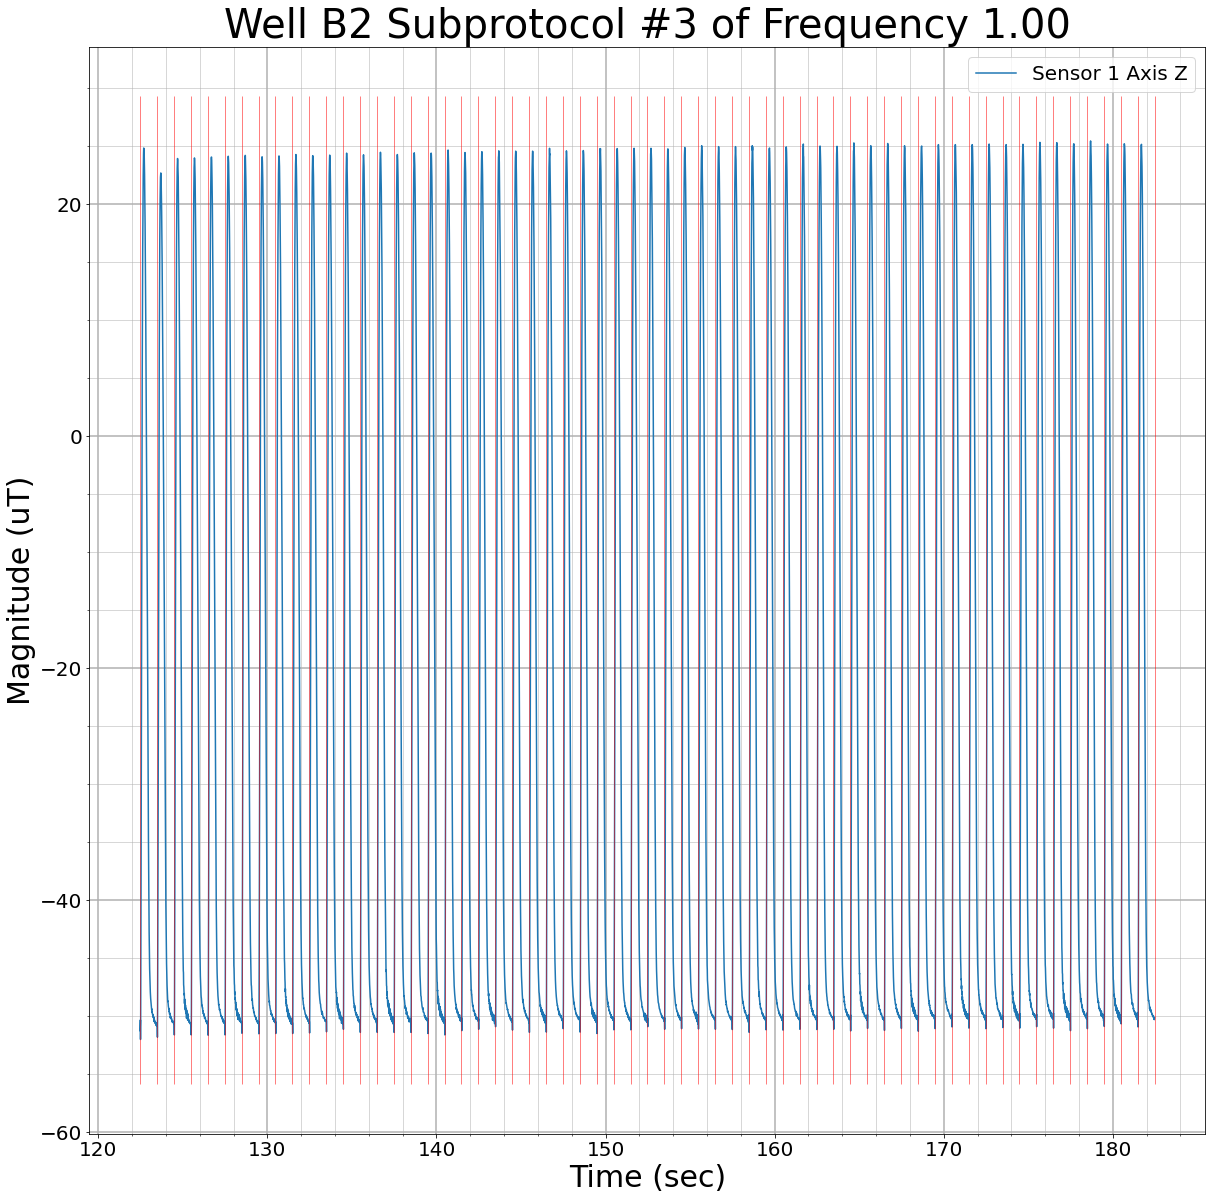 Well B2 Subprotocol #3 of Frequency 1.00
Sensor 1 Axis Z
20
0
−20
−40
−60
Magnitude (uT)
120 130 140 150 160 170 180
Time (sec)